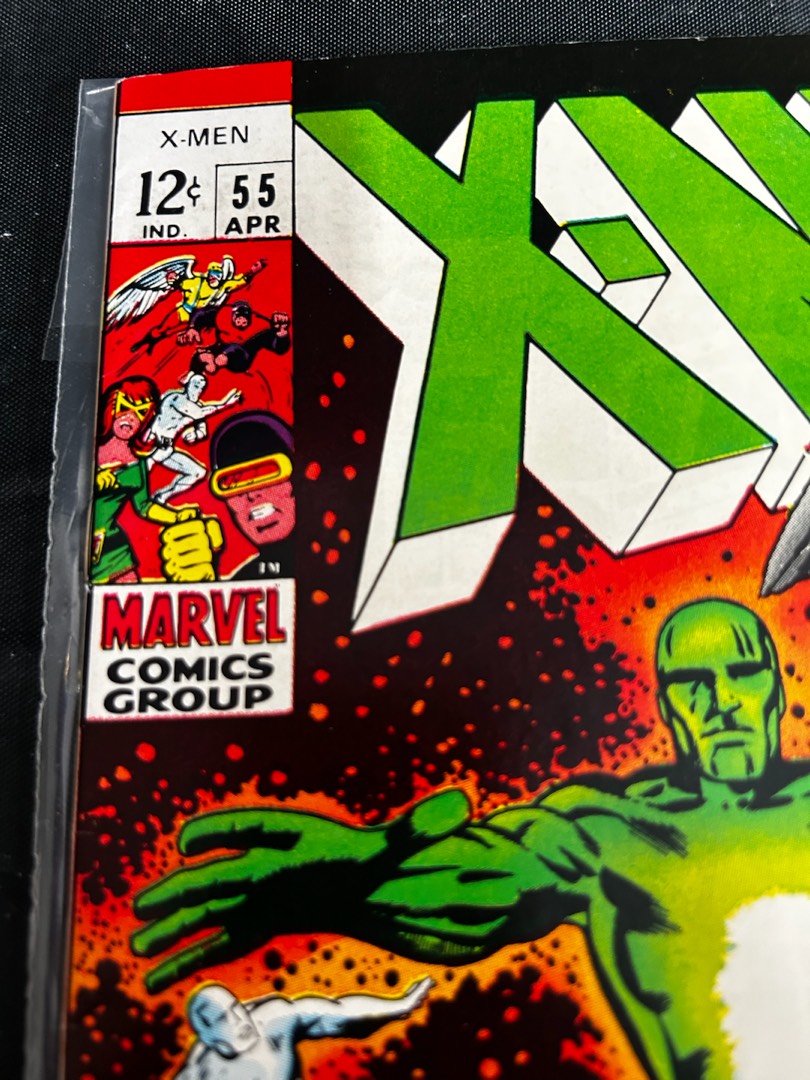 X-MEN
12¢ 55
IND. APR
X-M
TM
MARVEL
COMICS
GROUP